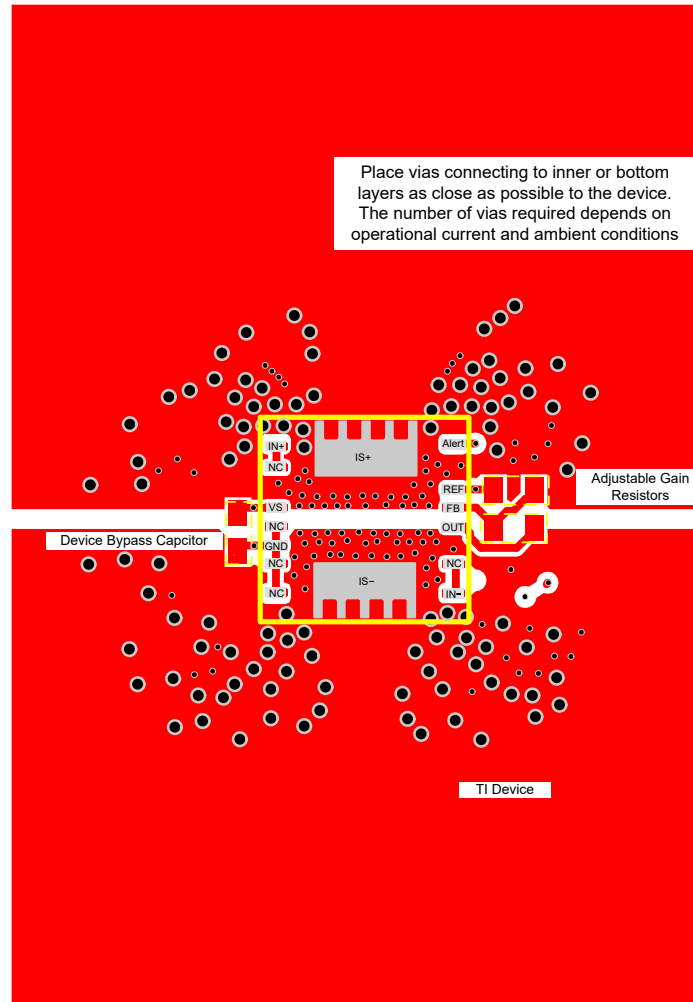 Place vias connecting to inner or bottom
layers as close as possible to the device.
The number of vias required depends on
operational current and ambient conditions
IN+
NC
IS+
Alert
REF
Adjustable Gain
Resistors
VS
FB
NC
OUT
Device Bypass Capcitor
GND
NC
NC
IS−
NC
IN−
TI Device